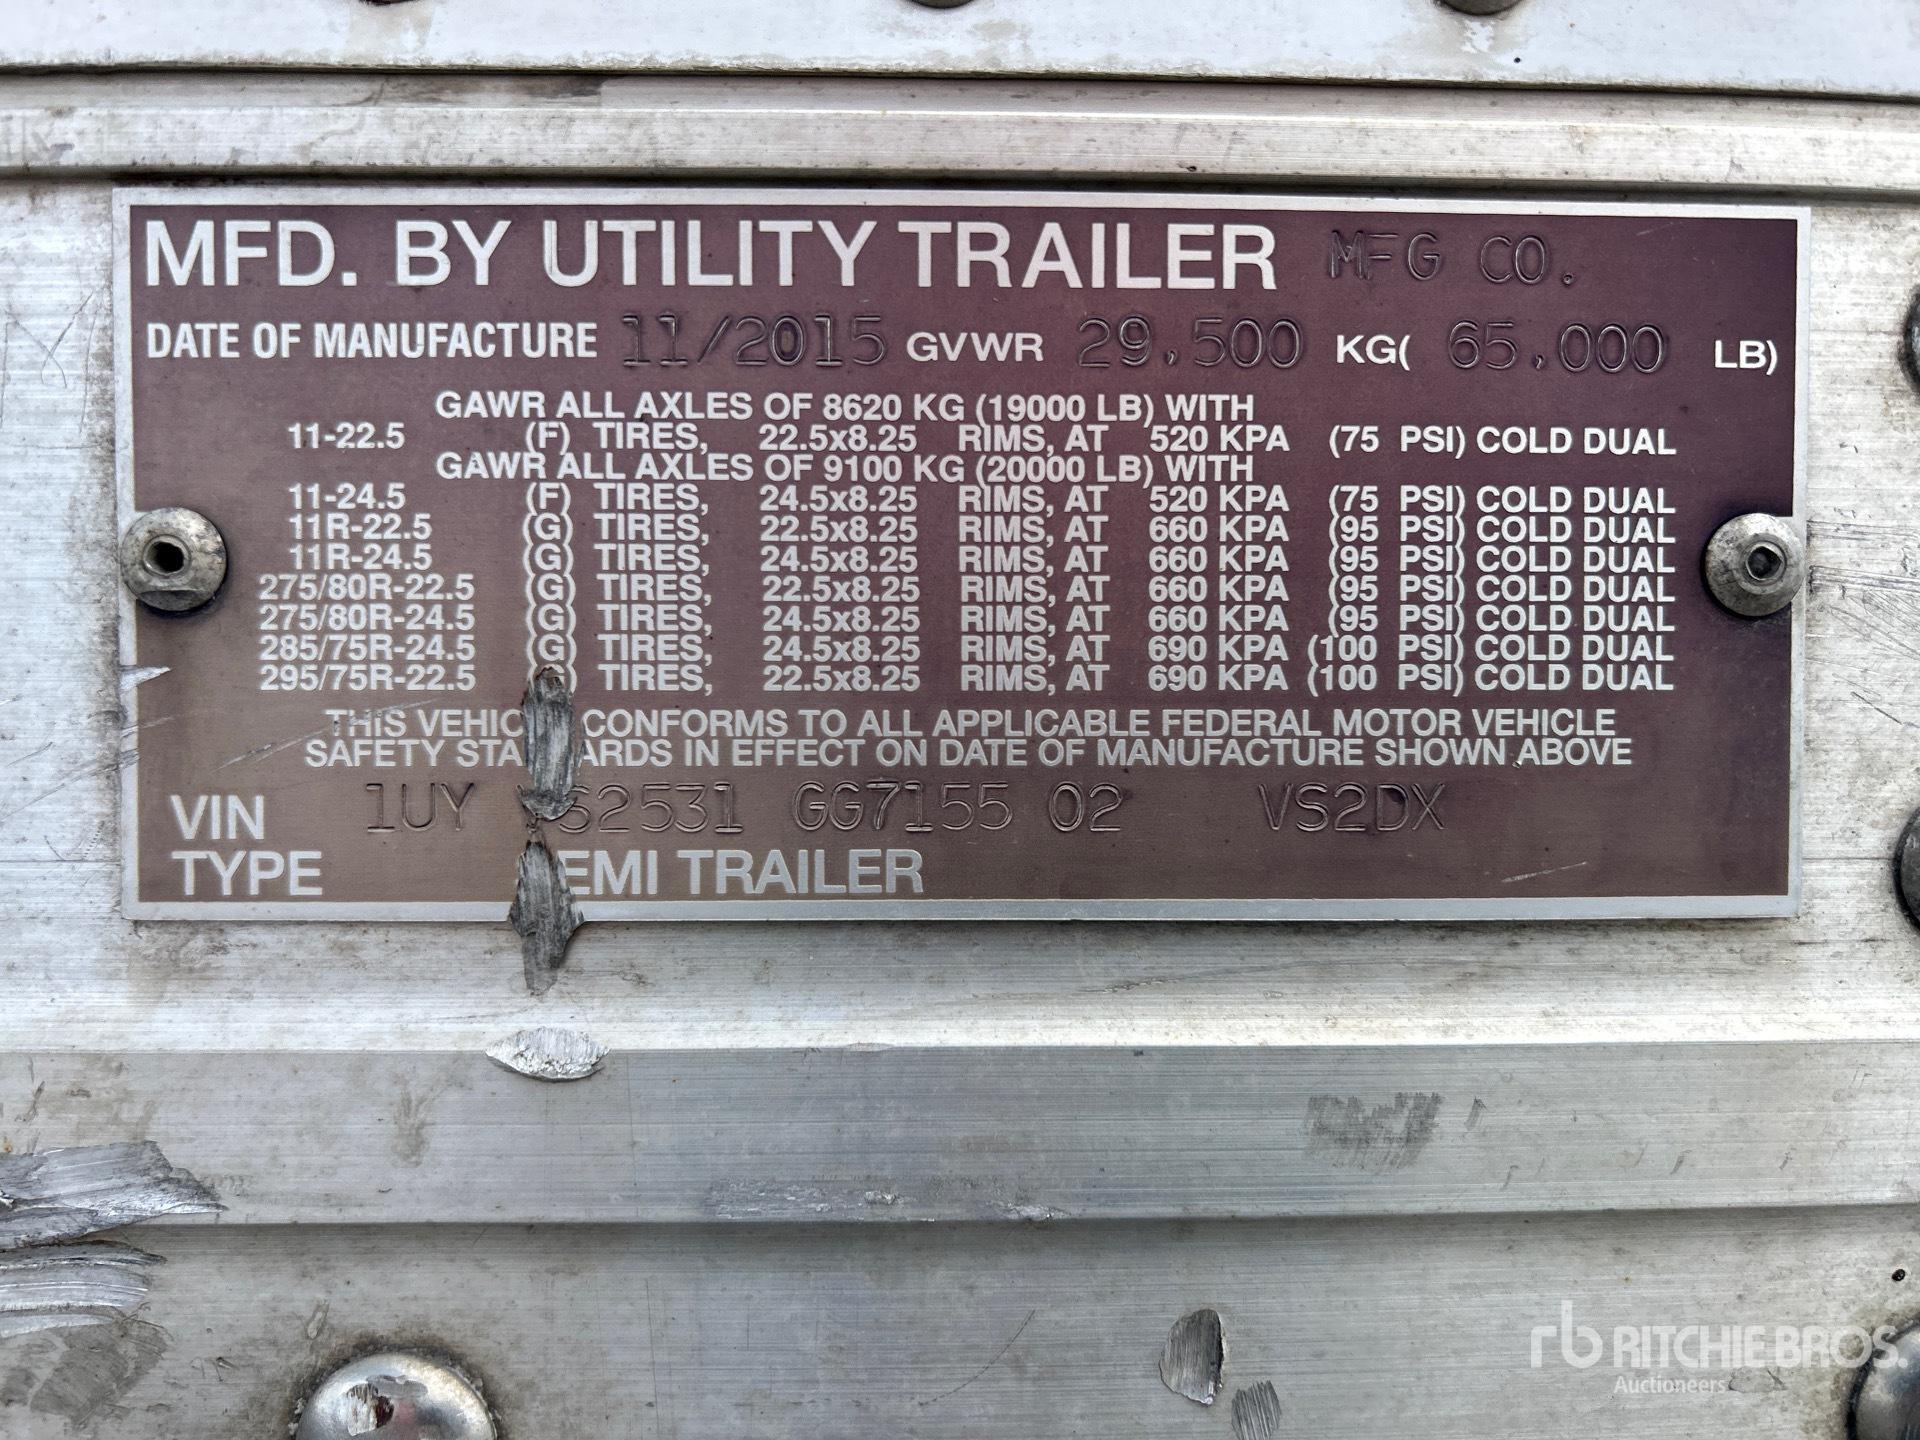 MFD. BY UTILITY TRAILER MFG CO.
DATE OF MANUFACTURE 11/2015 GVWR 29,500 KG( 65,000 LB)
GAWR ALL AXLES OF 8620 KG (19000 LB) WITH
11-22.5 (F) TIRES, 22.5x8.25 RIMS, AT 520 KPA (75 PSI) COLD DUAL
GAWR ALL AXLES OF 9100 KG (20000 LB) WITH
11-24.5 (F) TIRES, 24.5x8.25 RIMS, AT 520 KPA (75 PSI) COLD DUAL
11R-22.5 (G) TIRES, 22.5x8.25 RIMS, AT 660 KPA (95 PSI) COLD DUAL
11R-24.5 (G) TIRES, 24.5x8.25 RIMS, AT 660 KPA (95 PSI) COLD DUAL
275/80R-22.5 (G) TIRES, 22.5x8.25 RIMS, AT 660 KPA (95 PSI) COLD DUAL
275/80R-24.5 (G) TIRES, 24.5x8.25 RIMS, AT 660 KPA (95 PSI) COLD DUAL
285/75R-24.5 (G) TIRES, 24.5x8.25 RIMS, AT 690 KPA (100 PSI) COLD DUAL
295/75R-22.5 (G) TIRES, 22.5x8.25 RIMS, AT 690 KPA (100 PSI) COLD DUAL
THIS VEHIC CONFORMS TO ALL APPLICABLE FEDERAL MOTOR VEHICLE
SAFETY STA ARDS IN EFFECT ON DATE OF MANUFACTURE SHOWN ABOVE
VIN 1UY S2531 GG7155 02 VS2DX
TYPE EMI TRAILER
rb RITCHIE BROS.
Auctioneers